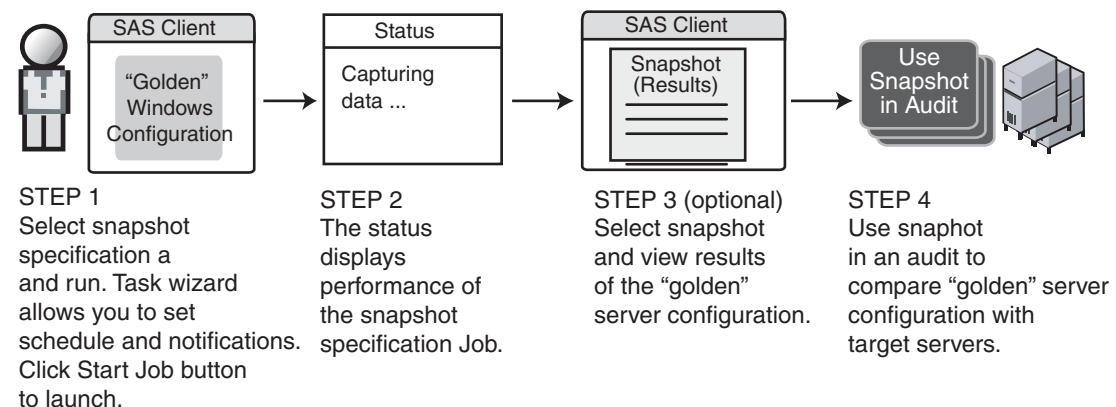 SAS Client
"Golden"
Windows
Configuration
Status
Capturing
data ...
SAS Client
Snapshot
(Results)
Use
Snapshot
in Audit
STEP 1
Select snapshot
specification a
and run. Task wizard
allows you to set
schedule and notifications.
Click Start Job button
to launch.
STEP 2
The status
displays
performance of
the snapshot
specification Job.
STEP 3 (optional)
Select snapshot
and view results
of the “golden”
server configuration.
STEP 4
Use snaphot
in an audit to
compare “golden” server
configuration with
target servers.